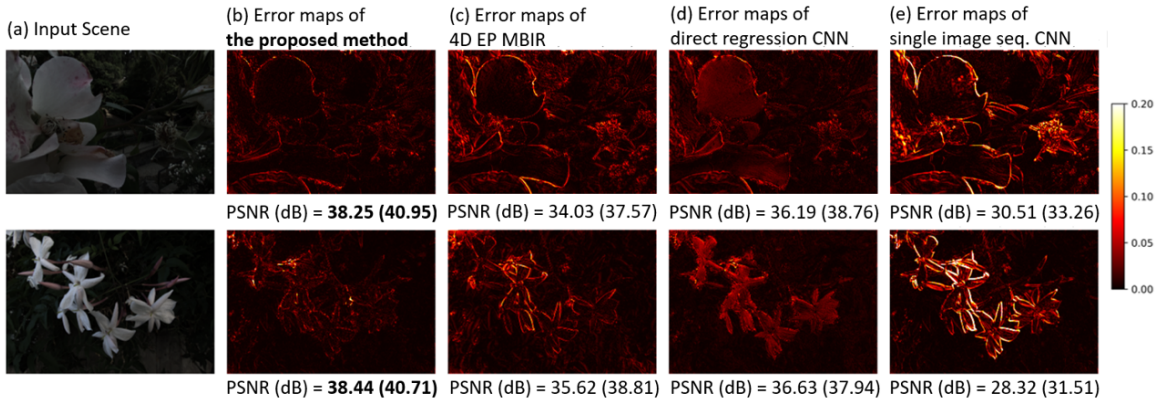 (a) Input Scene
(b) Error maps of
the proposed method
(c) Error maps of
4D EP MBIR
(d) Error maps of
direct regression CNN
(e) Error maps of
single image seq. CNN
0.20
0.15
0.10
0.05
0.00
PSNR (dB) = 38.25 (40.95)
PSNR (dB) = 34.03 (37.57)
PSNR (dB) = 36.19 (38.76)
PSNR (dB) = 30.51 (33.26)
PSNR (dB) = 38.44 (40.71)
PSNR (dB) = 35.62 (38.81)
PSNR (dB) = 36.63 (37.94)
PSNR (dB) = 28.32 (31.51)